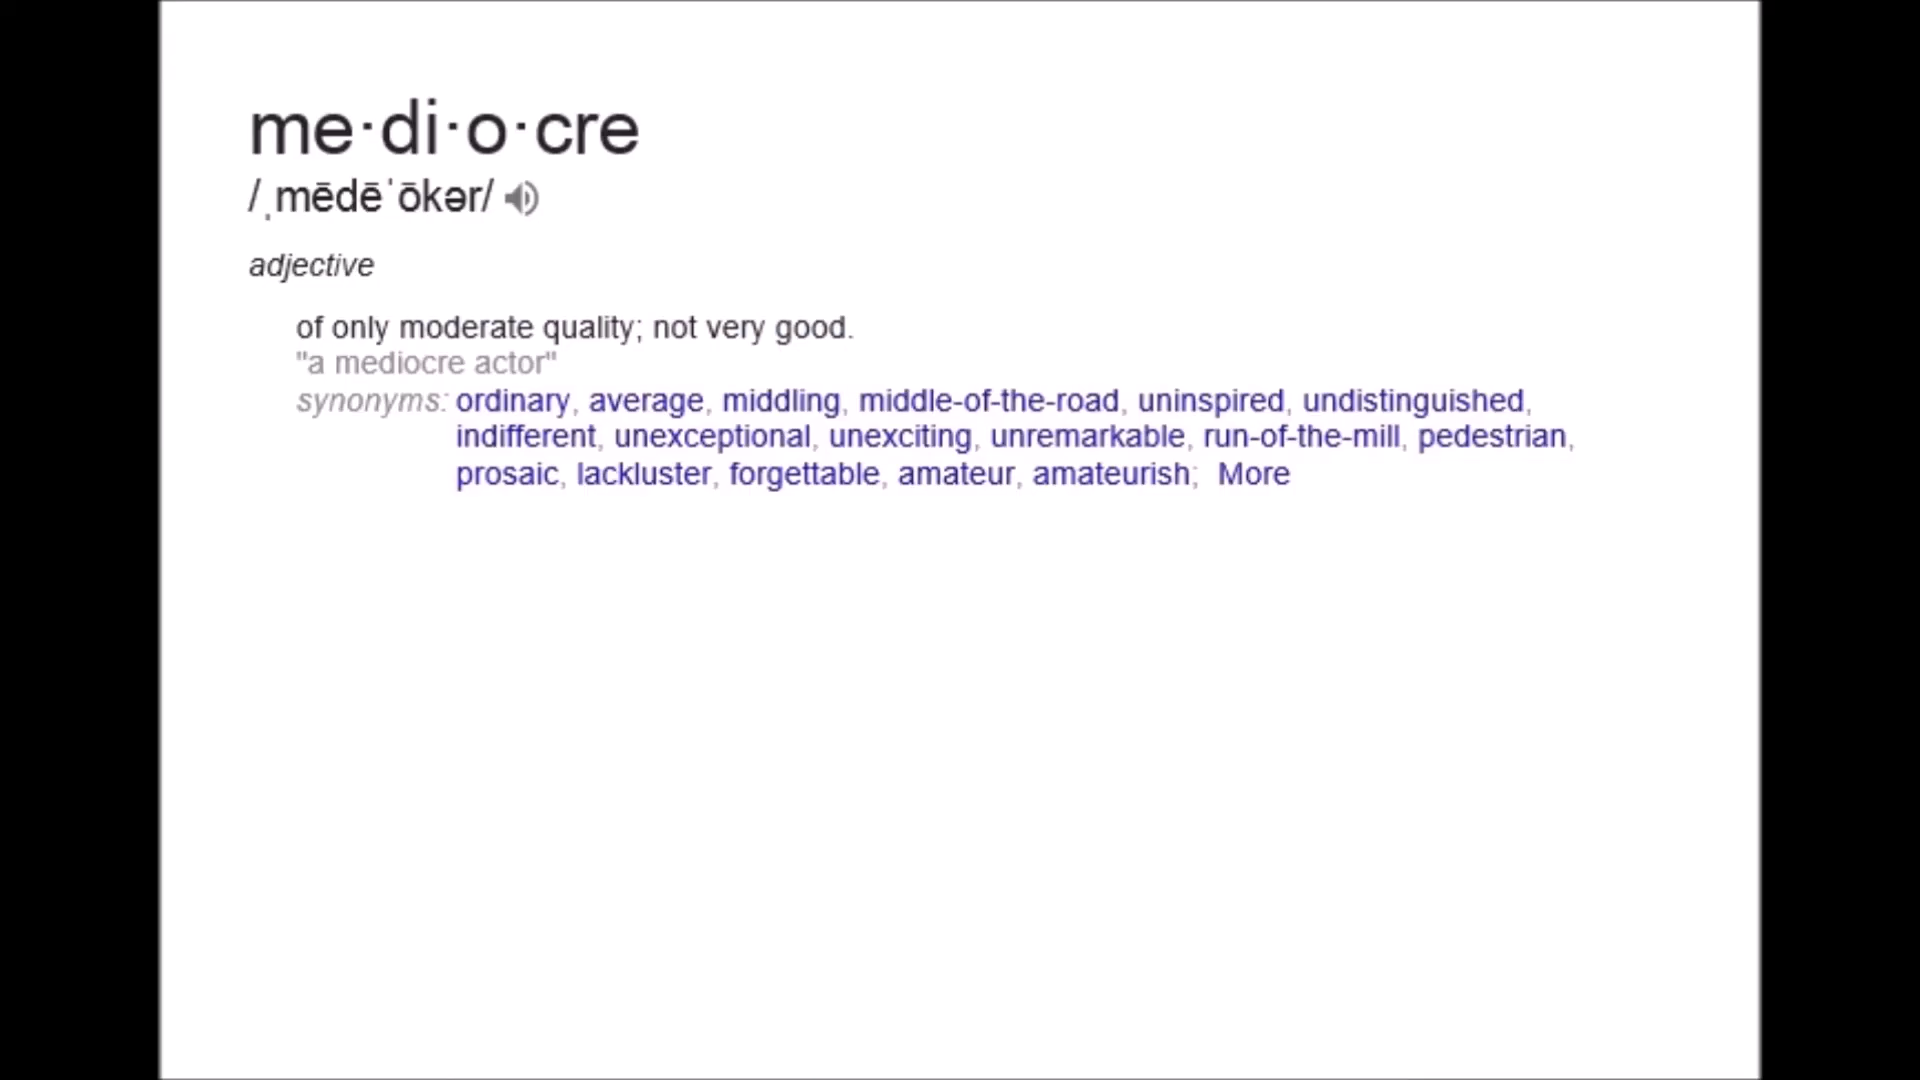 me·di·o·cre
/ˌmēdēˈōkər/
adjective
of only moderate quality; not very good.
"a mediocre actor"
synonyms: ordinary, average, middling, middle-of-the-road, uninspired, undistinguished,
indifferent, unexceptional, unexciting, unremarkable, run-of-the-mill, pedestrian,
prosaic, lackluster, forgettable, amateur, amateurish; More